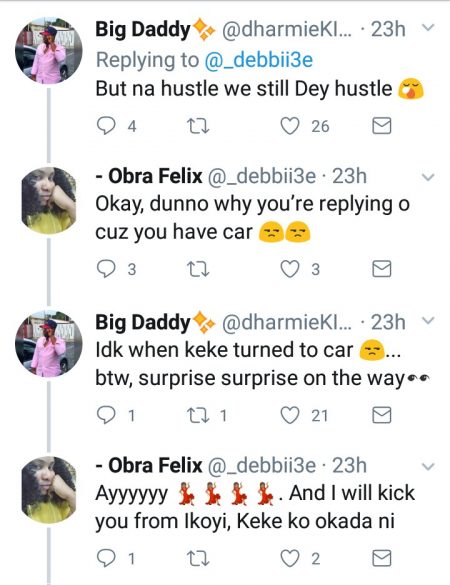 Big Daddy✨ @dharmieKl... · 23h
Replying to @_debbii3e
But na hustle we still Dey hustle 😪
4 26
- Obra Felix @_debbii3e · 23h
Okay, dunno why you’re replying o
cuz you have car 😒😒
3 3
Big Daddy✨ @dharmieKl... · 23h
Idk when keke turned to car 😒...
btw, surprise surprise on the way👀
1 1 21
- Obra Felix @_debbii3e · 23h
Ayyyyyy 💃💃💃💃. And I will kick
you from Ikoyi, Keke ko okada ni
1 2